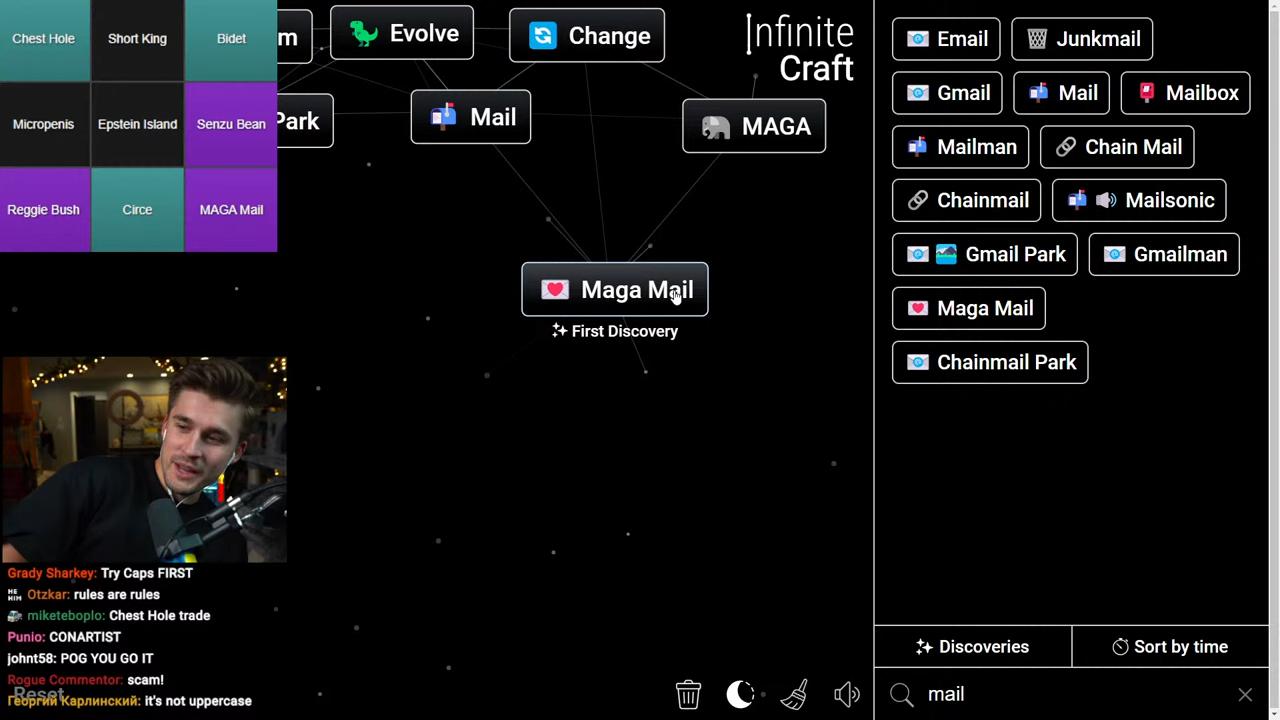 Chest Hole
Short King
Bidet
Micropenis
Epstein Island
Senzu Bean
Reggie Bush
Circe
MAGA Mail
m
Evolve
Change
Park
Mail
MAGA
Maga Mail
First Discovery
Infinite
Craft
Email
Junkmail
Gmail
Mail
Mailbox
Mailman
Chain Mail
Chainmail
Mailsonic
Gmail Park
Gmailman
Maga Mail
Chainmail Park
Discoveries
Sort by time
mail
Grady Sharkey: Try Caps FIRST
HE HIM Otzkar: rules are rules
miketeboplo: Chest Hole trade
Punio: CONARTIST
johnt58: POG YOU GO IT
Rogue Commentor: scam!
Георгий Карлинский: it's not uppercase
Reset